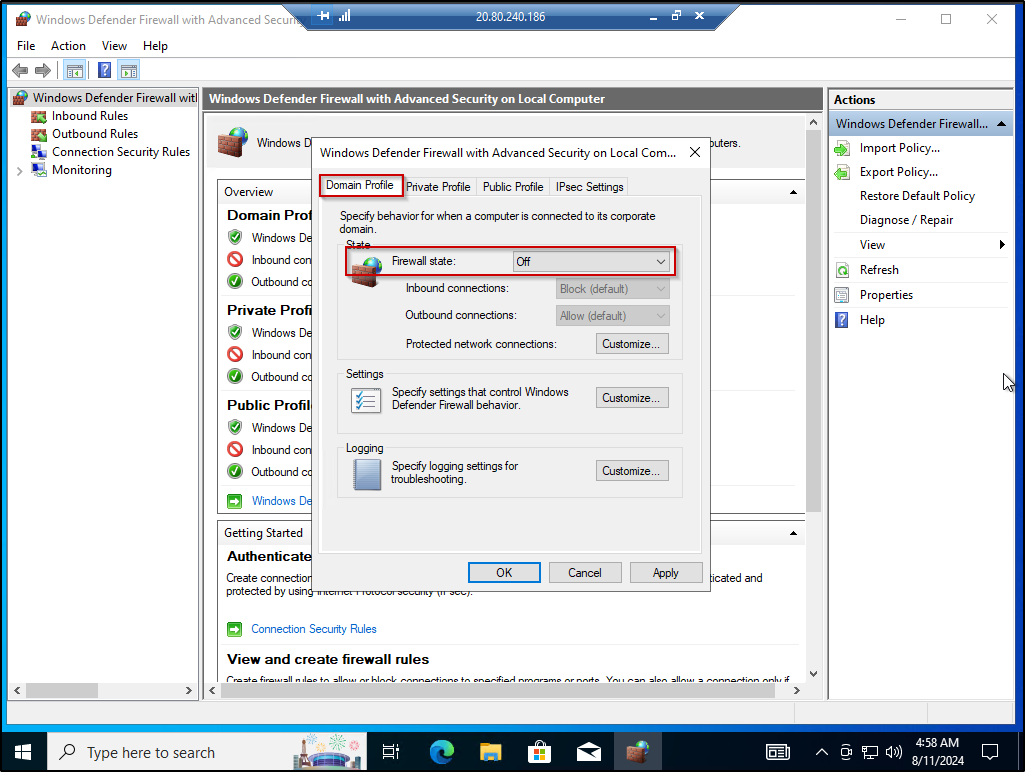 Windows Defender Firewall with Advanced Securi
20.80.240.186
File Action View Help
Windows Defender Firewall wit
Inbound Rules
Outbound Rules
Connection Security Rules
Monitoring
Windows Defender Firewall with Advanced Security on Local Computer
Windows D
uters.
Overview
Domain Prof
Windows De
Inbound con
Outbound co
Private Profi
Windows De
Inbound con
Outbound co
Public Profil
Windows De
Inbound con
Outbound co
Windows De
Getting Started
Authenticate
Create connection
ticated and
protected by using Internet Protocol security (IPsec).
Connection Security Rules
View and create firewall rules
Create firewall rules to allow or block connections to specified programs or ports. You can also allow a connection only if
Windows Defender Firewall with Advanced Security on Local Com...
Domain Profile Private Profile Public Profile IPsec Settings
Specify behavior for when a computer is connected to its corporate
domain.
State
Firewall state: Off
Inbound connections: Block (default)
Outbound connections: Allow (default)
Protected network connections: Customize...
Settings
Specify settings that control Windows
Defender Firewall behavior.
Customize...
Logging
Specify logging settings for
troubleshooting.
Customize...
OK Cancel Apply
Actions
Windows Defender Firewall...
Import Policy...
Export Policy...
Restore Default Policy
Diagnose / Repair
View
Refresh
Properties
Help
Type here to search
4:58 AM
8/11/2024